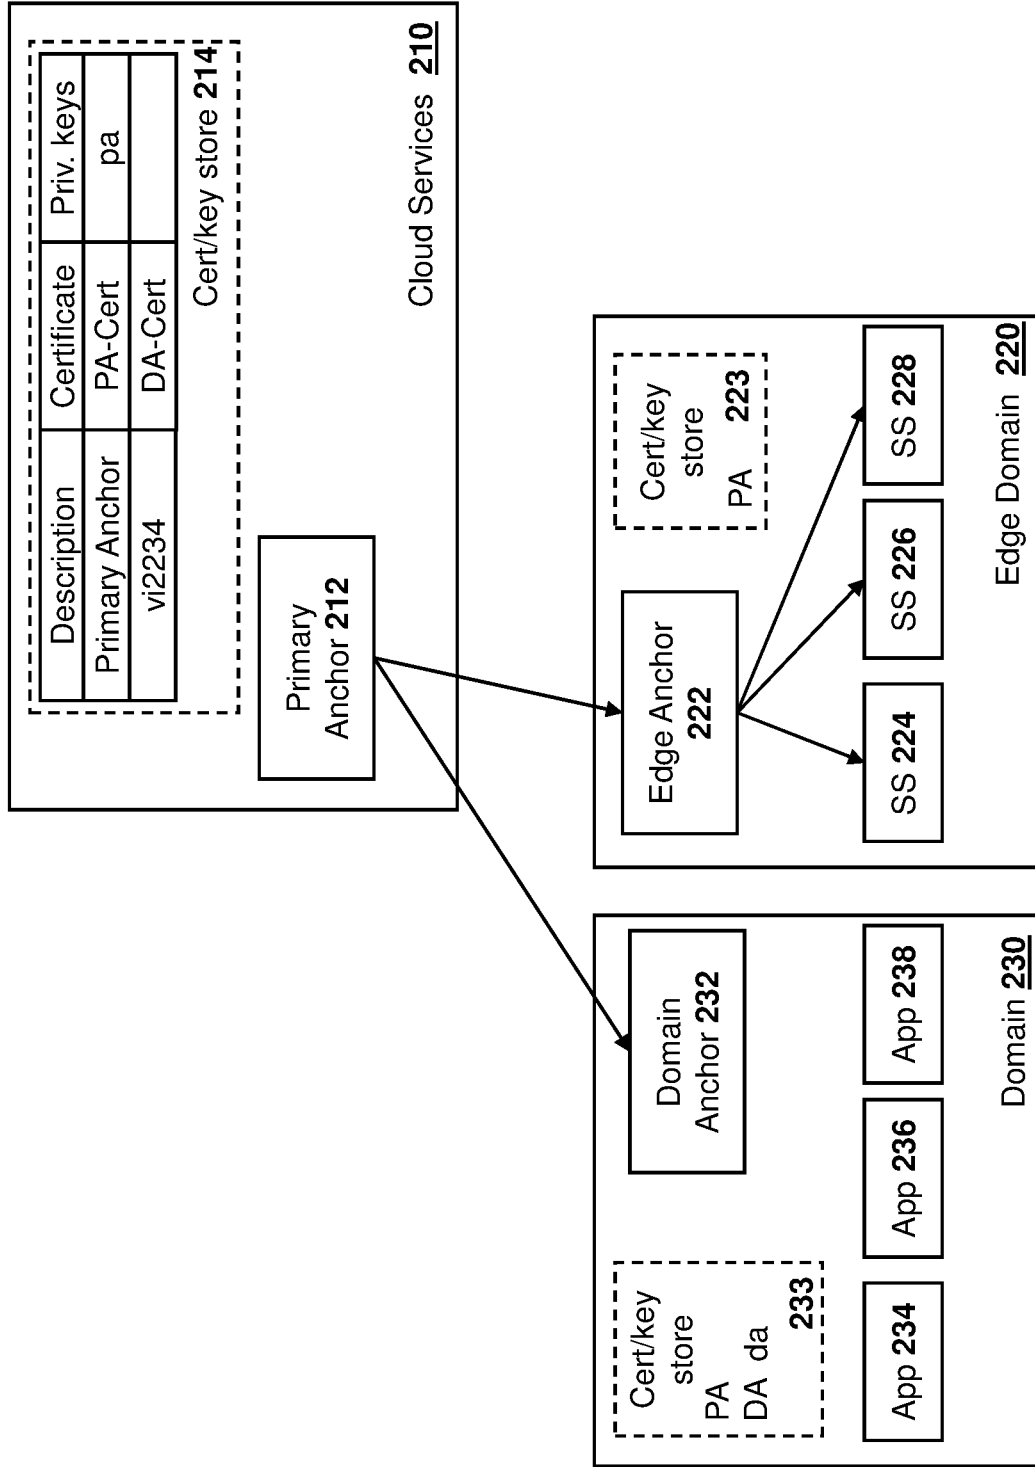 Description Certificate Priv. keys
Primary Anchor PA-Cert pa
vi2234 DA-Cert
Cert/key store 214
Primary
Anchor 212
Cloud Services 210
Cert/key
store
PA
DA da
233
Domain
Anchor 232
App 234
App 236
App 238
Domain 230
Edge Anchor
222
Cert/key
store
PA 223
SS 224
SS 226
SS 228
Edge Domain 220